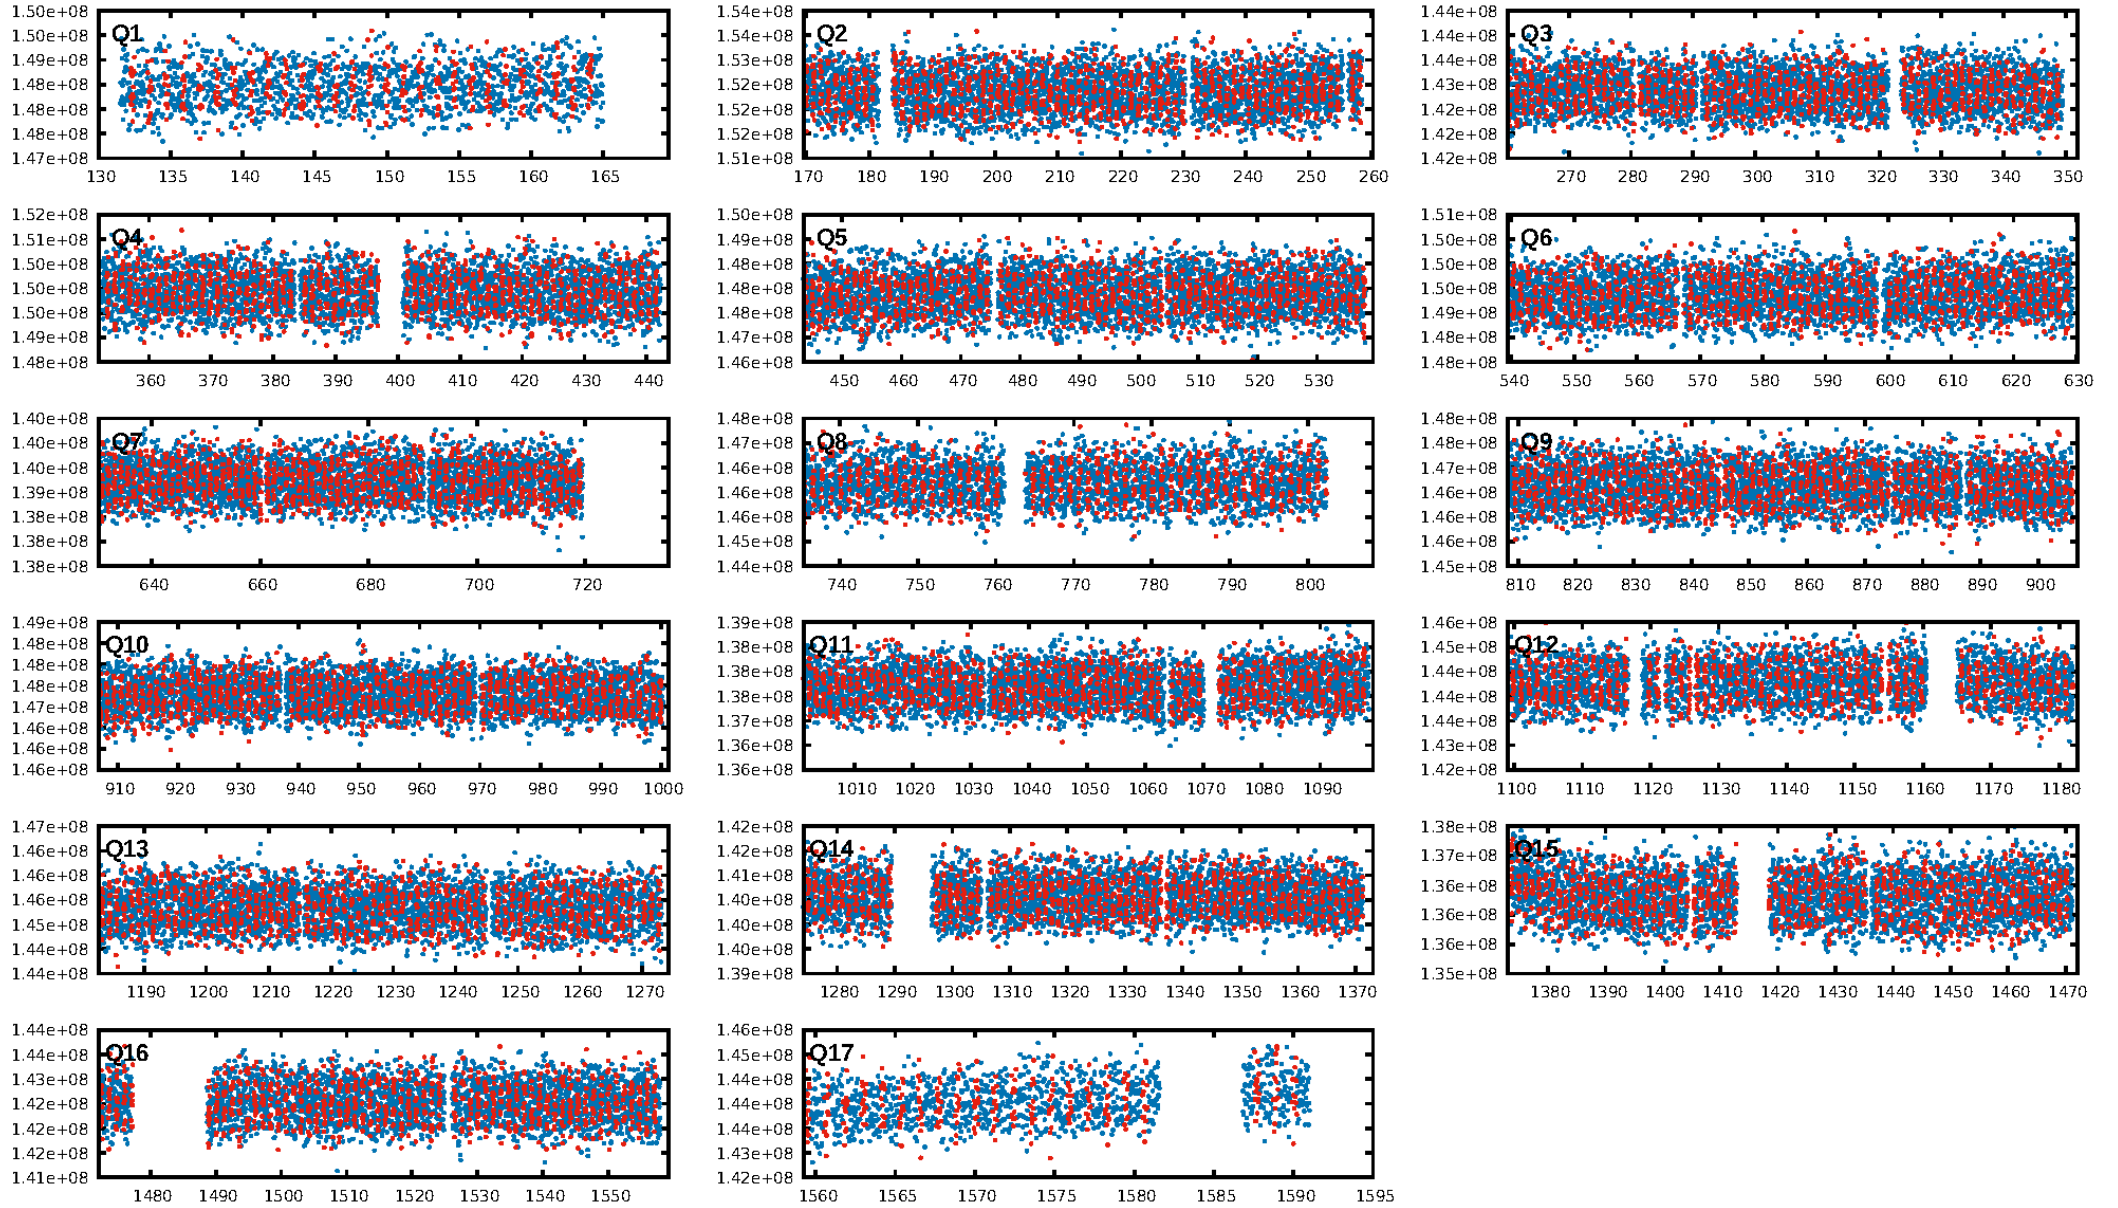 1.50e+08 1.50e+08 1.49e+08 1.48e+08 1.48e+08 1.48e+08 1.47e+08
Q1
130 135 140 145 150 155 160 165
1.54e+08 1.54e+08 1.53e+08 1.52e+08 1.52e+08 1.52e+08 1.51e+08
Q2
170 180 190 200 210 220 230 240 250 260
1.44e+08 1.44e+08 1.44e+08 1.43e+08 1.42e+08 1.42e+08 1.42e+08
Q3
270 280 290 300 310 320 330 340 350
1.52e+08 1.51e+08 1.50e+08 1.50e+08 1.50e+08 1.49e+08 1.48e+08
Q4
360 370 380 390 400 410 420 430 440
1.50e+08 1.49e+08 1.48e+08 1.48e+08 1.48e+08 1.47e+08 1.46e+08
Q5
450 460 470 480 490 500 510 520 530
1.51e+08 1.50e+08 1.50e+08 1.50e+08 1.49e+08 1.48e+08 1.48e+08
Q6
540 550 560 570 580 590 600 610 620 630
1.40e+08 1.40e+08 1.40e+08 1.39e+08 1.38e+08 1.38e+08 1.38e+08
Q7
640 660 680 700 720
1.48e+08 1.47e+08 1.46e+08 1.46e+08 1.46e+08 1.45e+08 1.44e+08
Q8
740 750 760 770 780 790 800
1.48e+08 1.48e+08 1.47e+08 1.46e+08 1.46e+08 1.46e+08 1.45e+08
Q9
810 820 830 840 850 860 870 880 890 900
1.49e+08 1.48e+08 1.48e+08 1.48e+08 1.47e+08 1.46e+08 1.46e+08 1.46e+08
Q10
910 920 930 940 950 960 970 980 990 1000
1.39e+08 1.38e+08 1.38e+08 1.38e+08 1.37e+08 1.36e+08 1.36e+08
Q11
1010 1020 1030 1040 1050 1060 1070 1080 1090
1.46e+08 1.45e+08 1.44e+08 1.44e+08 1.44e+08 1.43e+08 1.42e+08
Q12
1100 1110 1120 1130 1140 1150 1160 1170 1180
1.47e+08 1.46e+08 1.46e+08 1.46e+08 1.45e+08 1.44e+08 1.44e+08
Q13
1190 1200 1210 1220 1230 1240 1250 1260 1270
1.42e+08 1.42e+08 1.41e+08 1.40e+08 1.40e+08 1.40e+08 1.39e+08
Q14
1280 1290 1300 1310 1320 1330 1340 1350 1360 1370
1.38e+08 1.37e+08 1.36e+08 1.36e+08 1.36e+08 1.35e+08
Q15
1380 1390 1400 1410 1420 1430 1440 1450 1460 1470
1.44e+08 1.44e+08 1.43e+08 1.42e+08 1.42e+08 1.42e+08 1.41e+08
Q16
1480 1490 1500 1510 1520 1530 1540 1550
1.46e+08 1.45e+08 1.44e+08 1.44e+08 1.44e+08 1.43e+08 1.42e+08
Q17
1560 1565 1570 1575 1580 1585 1590 1595